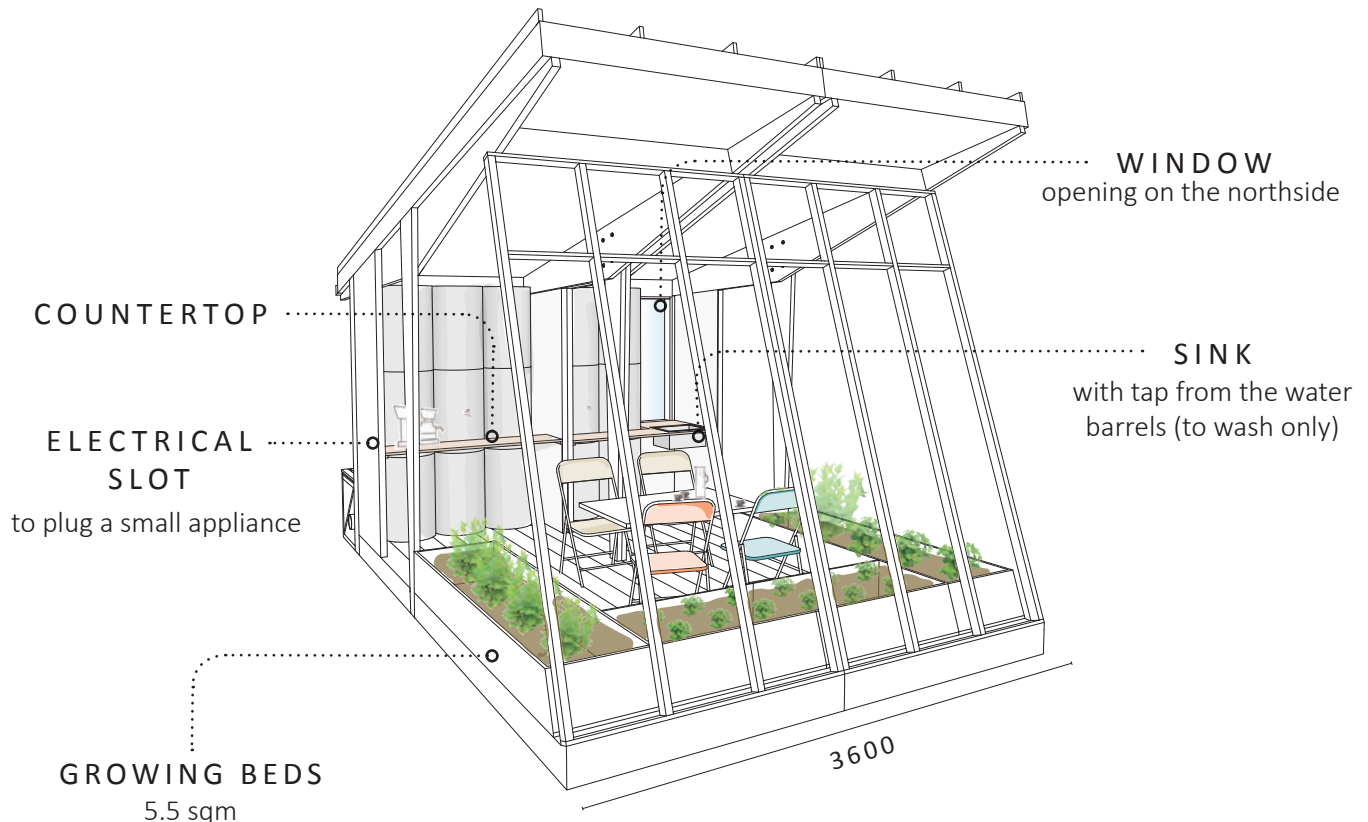 WINDOW
opening on the northside
COUNTERTOP
SINK
with tap from the water
barrels (to wash only)
ELECTRICAL
SLOT
to plug a small appliance
3600
GROWING BEDS
5.5 sqm